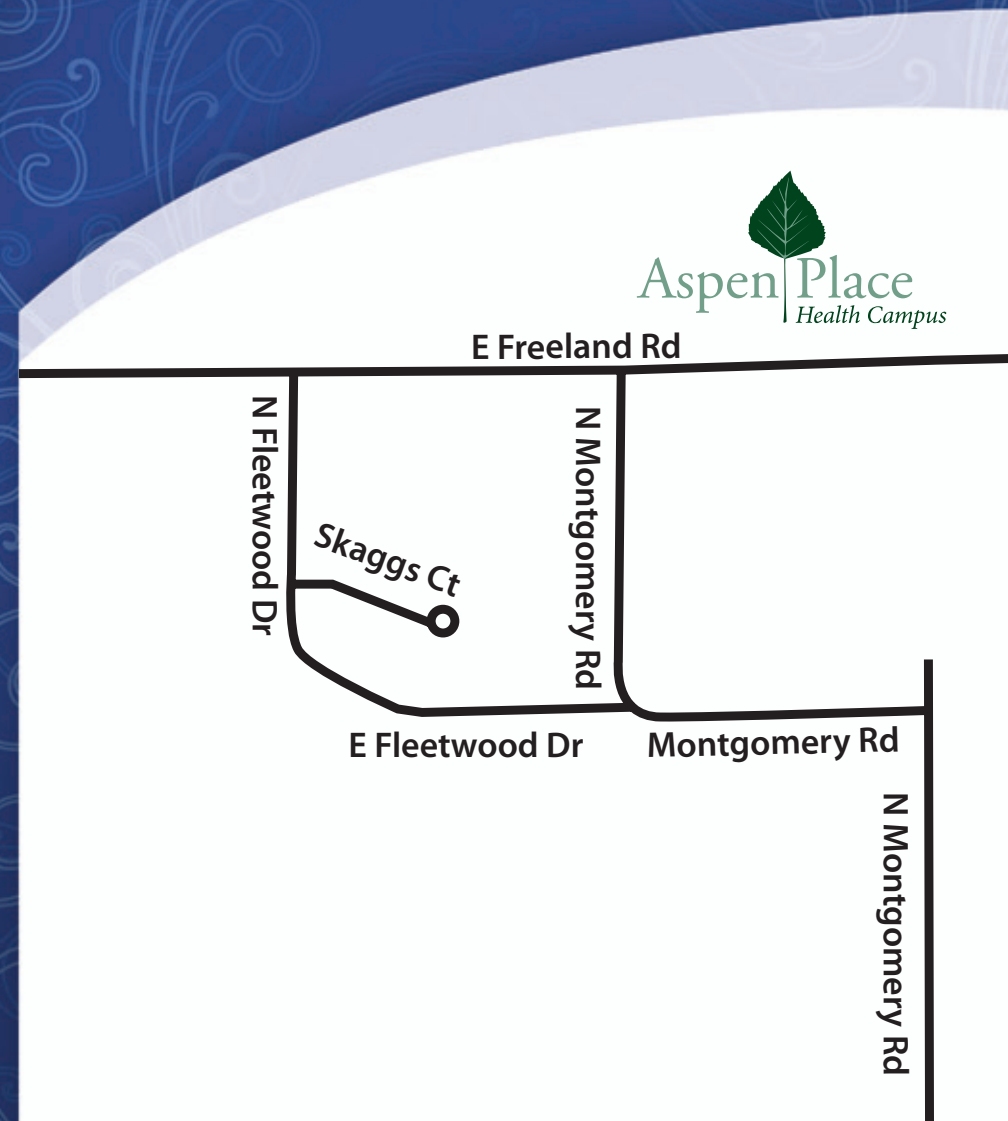 Aspen Place
Health Campus
E Freeland Rd
N Fleetwood Dr
N Montgomery Rd
Skaggs Ct
E Fleetwood Dr
Montgomery Rd
N Montgomery Rd